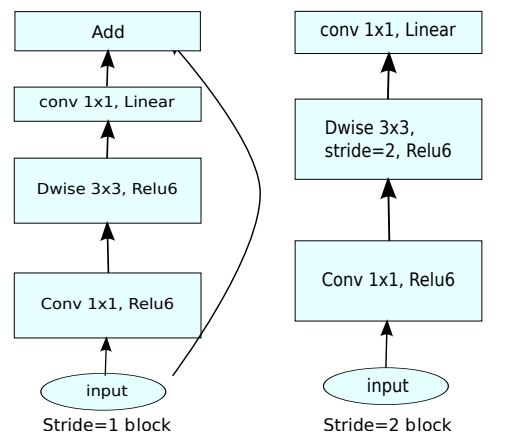 Add
conv 1x1, Linear
Dwise 3x3, Relu6
Conv 1x1, Relu6
input
Stride=1 block
conv 1x1, Linear
Dwise 3x3,
stride=2, Relu6
Conv 1x1, Relu6
input
Stride=2 block